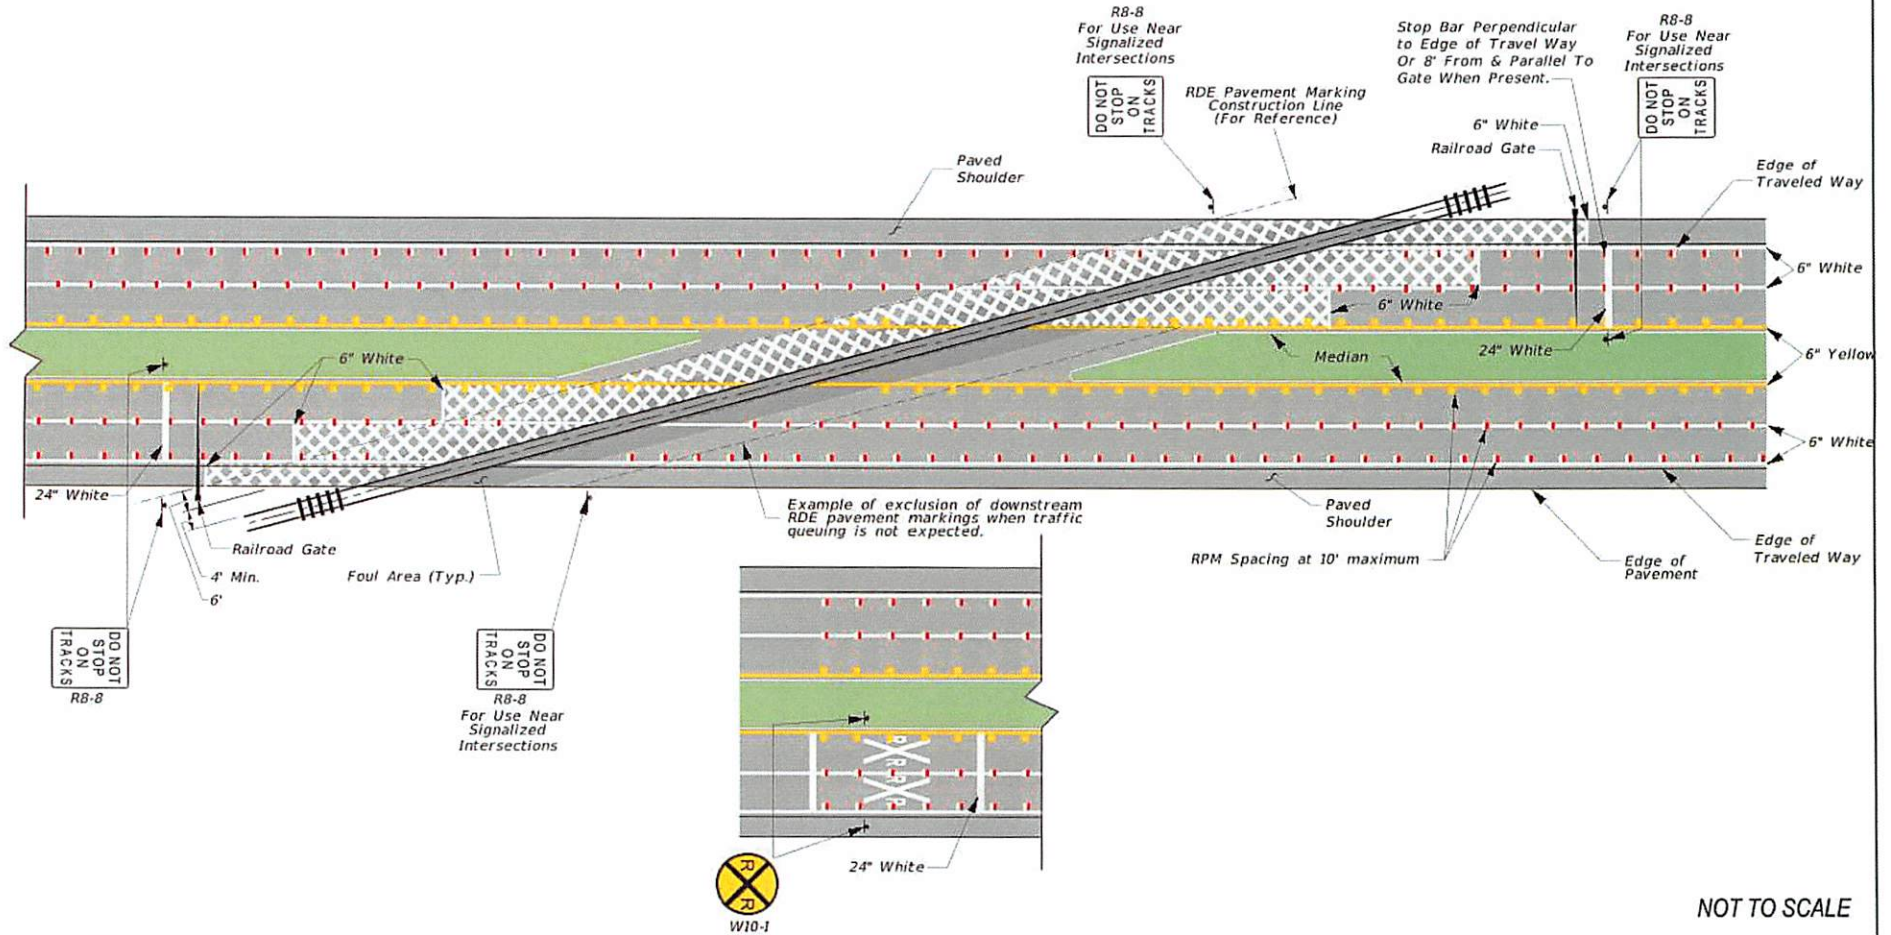 R8-8
For Use Near
Signalized
Intersections
DO NOT
STOP
ON
TRACKS
RDE Pavement Marking
Construction Line
(For Reference)
Stop Bar Perpendicular
to Edge of Travel Way
Or 8' From & Parallel To
Gate When Present.
R8-8
For Use Near
Signalized
Intersections
DO NOT
STOP
ON
TRACKS
6" White
Railroad Gate
Paved
Shoulder
Edge of
Traveled Way
6" White
6" White
6" White
Median
24" White
6" Yellow
6" White
24" White
Railroad Gate
4' Min.
6'
Foul Area (Typ.)
Example of exclusion of downstream
RDE pavement markings when traffic
queuing is not expected.
Paved
Shoulder
RPM Spacing at 10' maximum
Edge of
Pavement
Edge of
Traveled Way
DO NOT
STOP
ON
TRACKS
R8-8
DO NOT
STOP
ON
TRACKS
R8-8
For Use Near
Signalized
Intersections
R R
R R
24" White
R R
W10-1
NOT TO SCALE